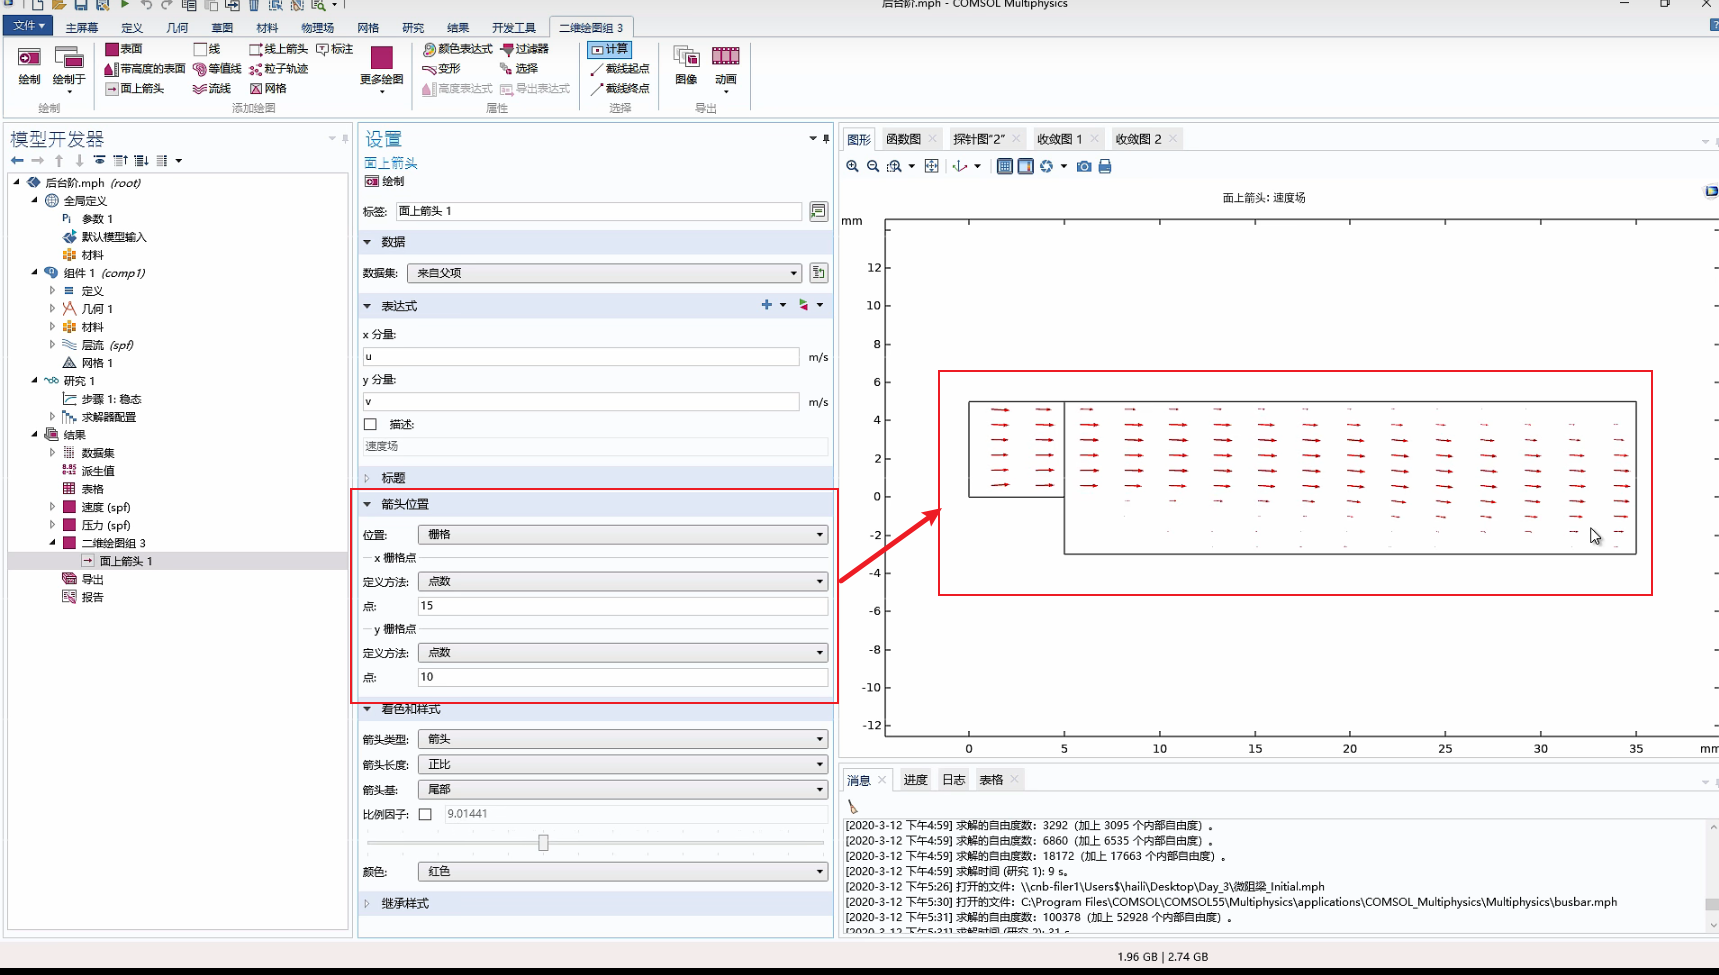 后台阶.mph - COMSOL Multiphysics
文件 主屏幕 定义 几何 草图 材料 物理场 网格 研究 结果 开发工具 二维绘图组 3
绘制 绘制于 表面 线 线上箭头 标注 更多绘图 颜色表达式 过滤器 计算 图像 动画
带高度的表面 等值线 粒子轨迹 变形 选择 截线起点
面上箭头 流线 网格 高度表达式 导出表达式 截线终点
绘制 添加绘图 属性 选择 导出
模型开发器
后台阶.mph (root)
全局定义
Pi 参数 1
默认模型输入
材料
组件 1 (comp1)
定义
几何 1
材料
层流 (spf)
网格 1
研究 1
步骤 1: 稳态
求解器配置
结果
数据集
8.85 e-12 派生值
表格
速度 (spf)
压力 (spf)
二维绘图组 3
面上箭头 1
导出
报告
设置
面上箭头
绘制
标签: 面上箭头 1
数据
数据集: 来自父项
表达式
x 分量:
u m/s
y 分量:
v m/s
描述:
速度场
标题
箭头位置
位置: 栅格
x 栅格点
定义方法: 点数
点: 15
y 栅格点
定义方法: 点数
点: 10
着色和样式
箭头类型: 箭头
箭头长度: 正比
箭头基: 尾部
比例因子: 9.01441
颜色: 红色
继承样式
图形 函数图 探针图"2" 收敛图 1 收敛图 2
面上箭头: 速度场
mm
12
10
8
6
4
2
0
-2
-4
-6
-8
-10
-12
0 5 10 15 20 25 30 35 mm
消息 进度 日志 表格
[2020-3-12 下午4:59] 求解的自由度数: 3292（加上 3095 个内部自由度）。
[2020-3-12 下午4:59] 求解的自由度数: 6860（加上 6535 个内部自由度）。
[2020-3-12 下午4:59] 求解的自由度数: 18172（加上 17663 个内部自由度）。
[2020-3-12 下午4:59] 求解时间 (研究 1): 9 s。
[2020-3-12 下午5:26] 打开的文件: \\cnb-filer1\Users$\haili\Desktop\Day_3\微阻梁_Initial.mph
[2020-3-12 下午5:30] 打开的文件: C:\Program Files\COMSOL\COMSOL55\Multiphysics\applications\COMSOL_Multiphysics\Multiphysics\busbar.mph
[2020-3-12 下午5:31] 求解的自由度数: 100378（加上 52928 个内部自由度）。
[2020-3-12 下午5:31] 求解时间 (研究 2): 31 s
1.96 GB | 2.74 GB